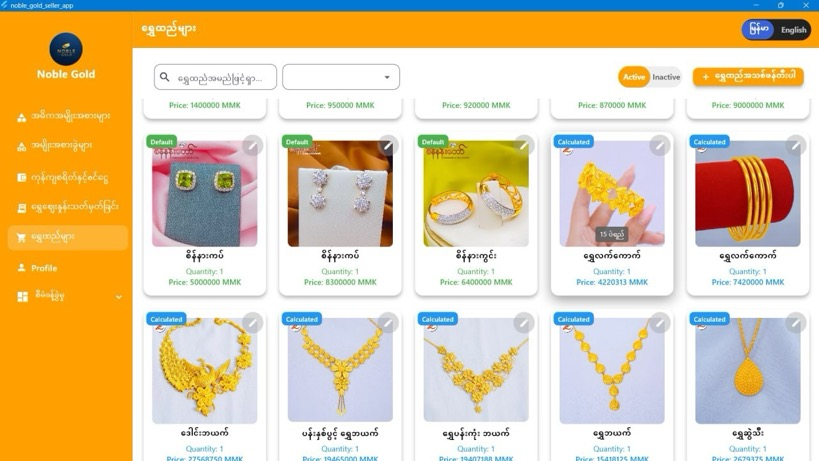 noble_gold_seller_app
ရွှေထည်များ
မြန်မာ
English
NOBLE
Noble Gold
အဓိကအမျိုးအစားများ
အမျိုးအစားခွဲများ
ကုန်ကျစရိတ်နှင့်ဝင်ငွေ
ရွှေဈေးနှုန်းသတ်မှတ်ခြင်း
ရွှေထည်များ
Profile
စီမံခန့်ခွဲမှု
ရွှေထည်အမည်ဖြင့်ရှာ...
Active
Inactive
+ ရွှေထည်အသစ်ဖန်တီးပါ
Price: 1400000 MMK
Price: 950000 MMK
Price: 920000 MMK
Price: 870000 MMK
Price: 9000000 MMK
Default
စိန်နားကပ်
Quantity: 1
Price: 5000000 MMK
Default
စိန်နားကပ်
Quantity: 1
Price: 8300000 MMK
Default
စိန်နားကွင်း
Quantity: 1
Price: 6400000 MMK
Calculated
15 ပဲရည်
ရွှေလက်ကောက်
Quantity: 1
Price: 4220313 MMK
Calculated
ရွှေလက်ကောက်
Quantity: 1
Price: 7420000 MMK
Calculated
ဒေါင်းဘယက်
Quantity: 1
Price: 27568750 MMK
Calculated
ပန်းနှစ်ပွင့် ရွှေဘယက်
Quantity: 1
Price: 19465000 MMK
Calculated
ရွှေပန်းကုံး ဘယက်
Quantity: 1
Price: 19407188 MMK
Calculated
ရွှေဘယက်
Quantity: 1
Price: 15418125 MMK
Calculated
ရွှေဆွဲသီး
Quantity: 1
Price: 2679375 MMK